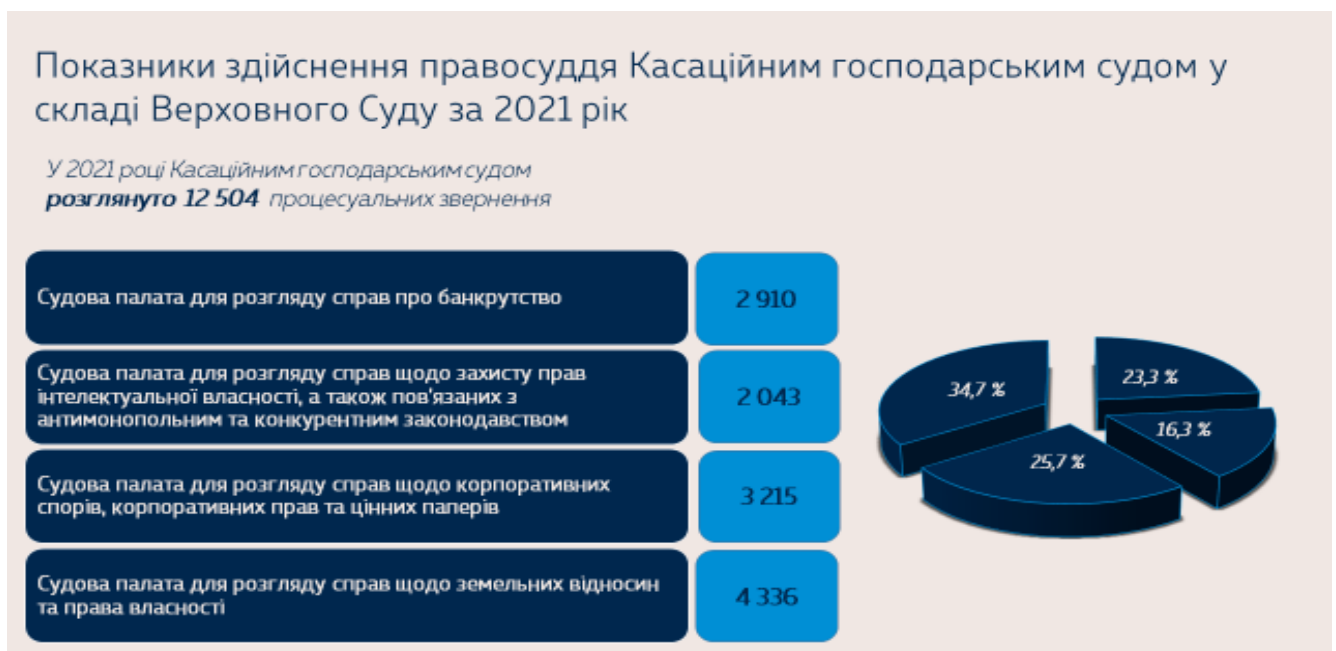 Показники здійснення правосуддя Касаційним господарським судом у
складі Верховного Суду за 2021 рік
У 2021 році Касаційним господарським судом
розглянуто 12 504 процесуальних звернення
Судова палата для розгляду справ про банкрутство
2 910
Судова палата для розгляду справ щодо захисту прав
інтелектуальної власності, а також пов'язаних з
антимонопольним та конкурентним законодавством
2 043
Судова палата для розгляду справ щодо корпоративних
спорів, корпоративних прав та цінних паперів
3 215
Судова палата для розгляду справ щодо земельних відносин
та права власності
4 336
34,7 %
23,3 %
16,3 %
25,7 %